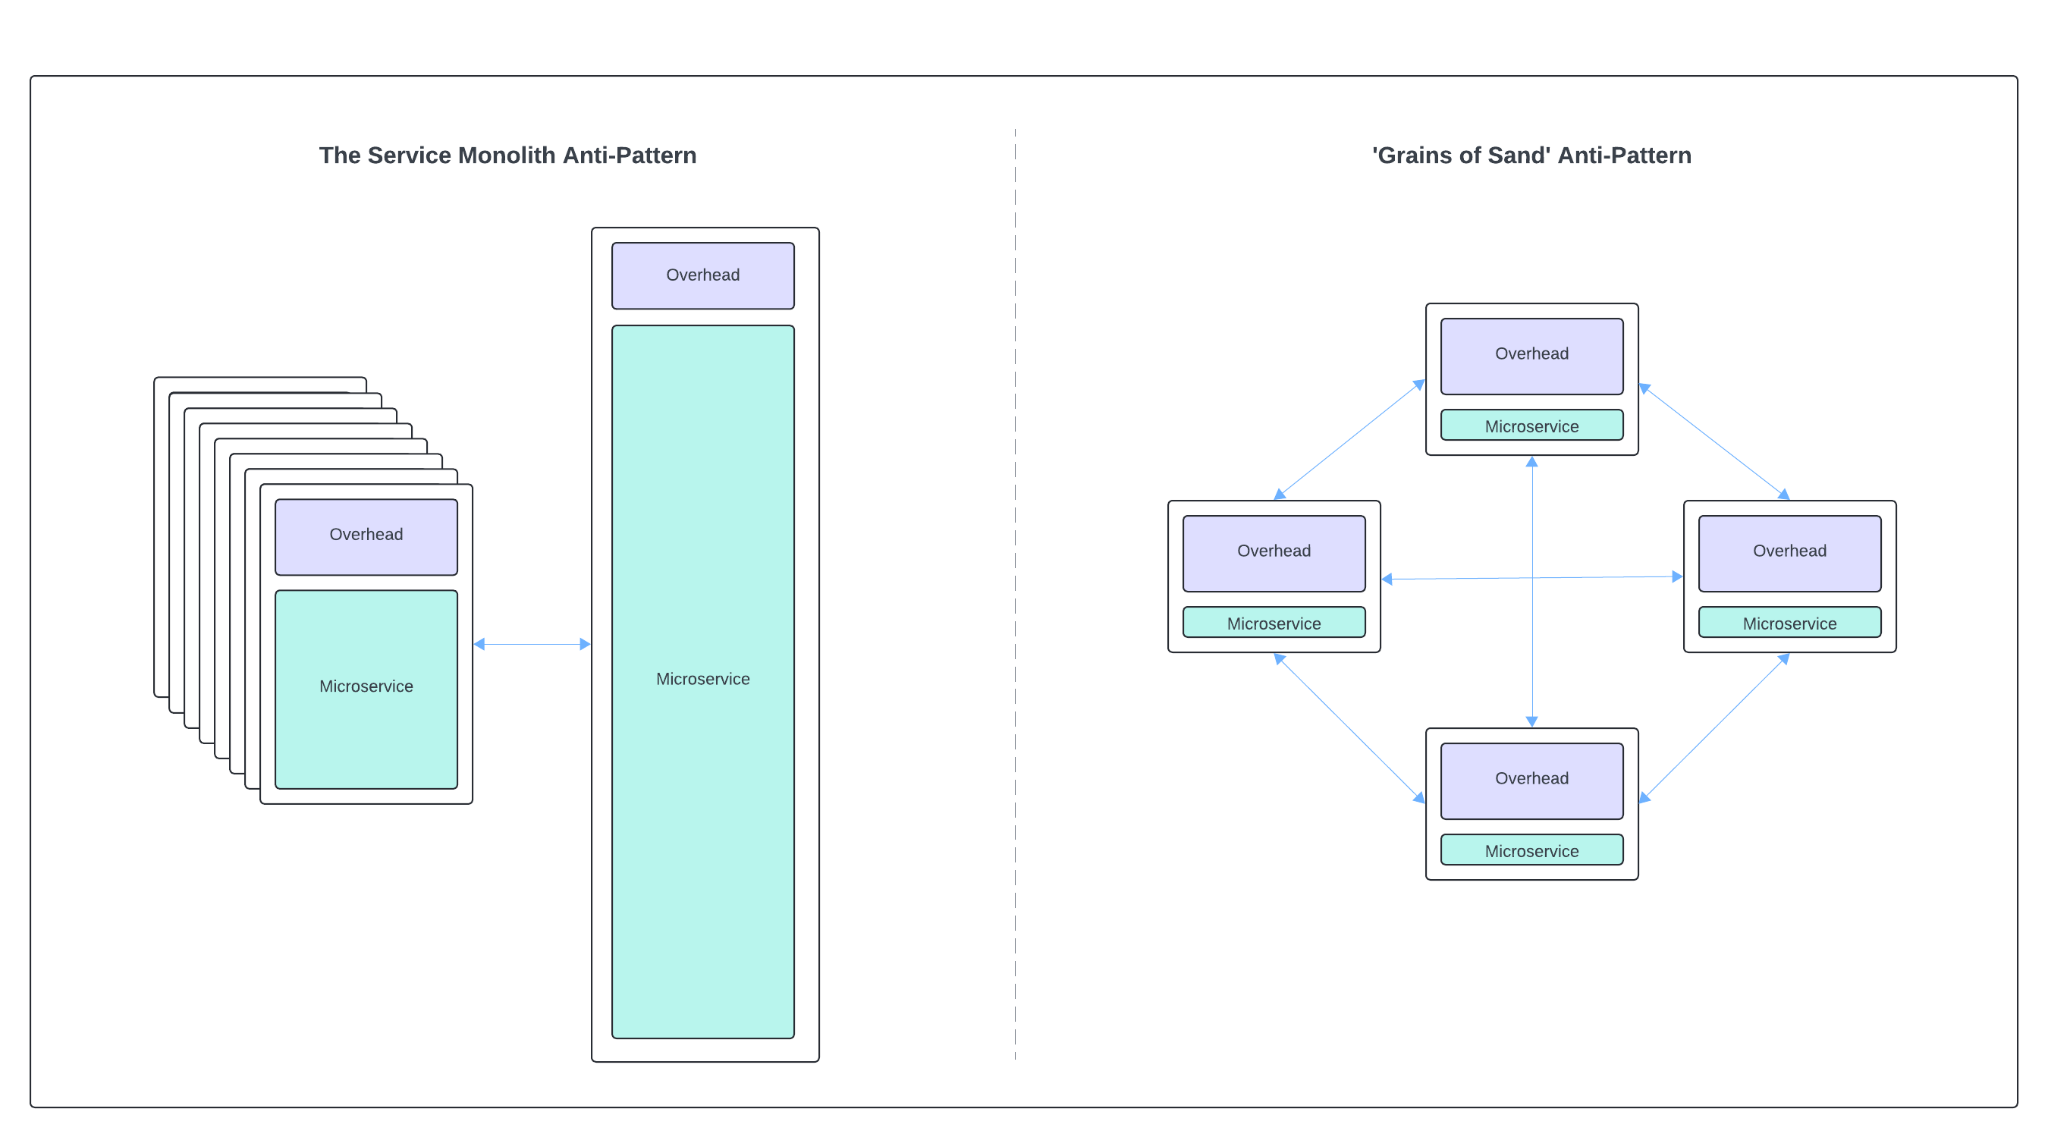 The Service Monolith Anti-Pattern
Overhead
Microservice
Overhead
Microservice
'Grains of Sand' Anti-Pattern
Overhead
Microservice
Overhead
Microservice
Overhead
Microservice
Overhead
Microservice